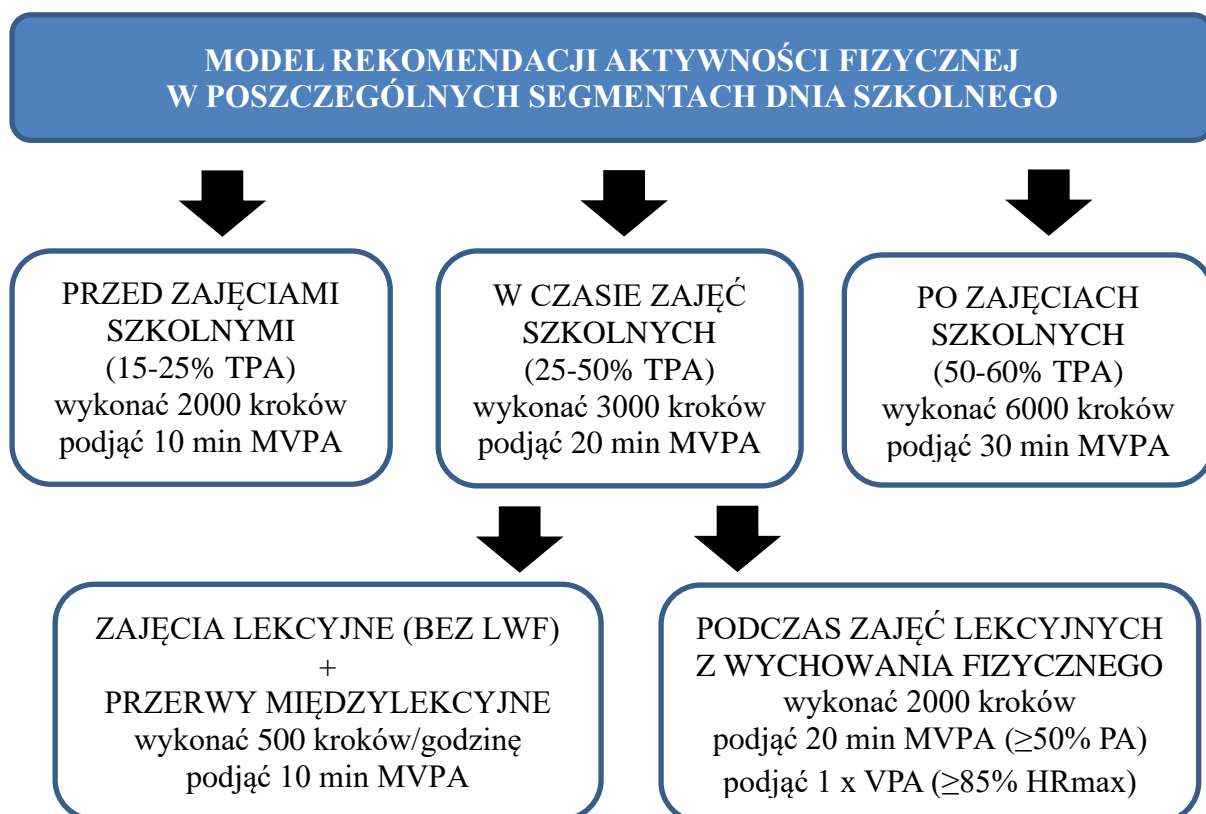 MODEL REKOMENDACJI AKTYWNOŚCI FIZYCZNEJ
W POSZCZEGÓLNYCH SEGMENTACH DNIA SZKOLNEGO
PRZED ZAJĘCIAMI
SZKOLNYMI
(15-25% TPA)
wykonać 2000 kroków
podjąć 10 min MVPA
W CZASIE ZAJĘĆ
SZKOLNYCH
(25-50% TPA)
wykonać 3000 kroków
podjąć 20 min MVPA
PO ZAJĘCIACH
SZKOLNYCH
(50-60% TPA)
wykonać 6000 kroków
podjąć 30 min MVPA
ZAJĘCIA LEKCYJNE (BEZ LWF)
+
PRZERWY MIĘDZYLEKCYJNE
wykonać 500 kroków/godzinę
podjąć 10 min MVPA
PODCZAS ZAJĘĆ LEKCYJNYCH
Z WYCHOWANIA FIZYCZNEGO
wykonać 2000 kroków
podjąć 20 min MVPA (≥50% PA)
podjąć 1 x VPA (≥85% HRmax)